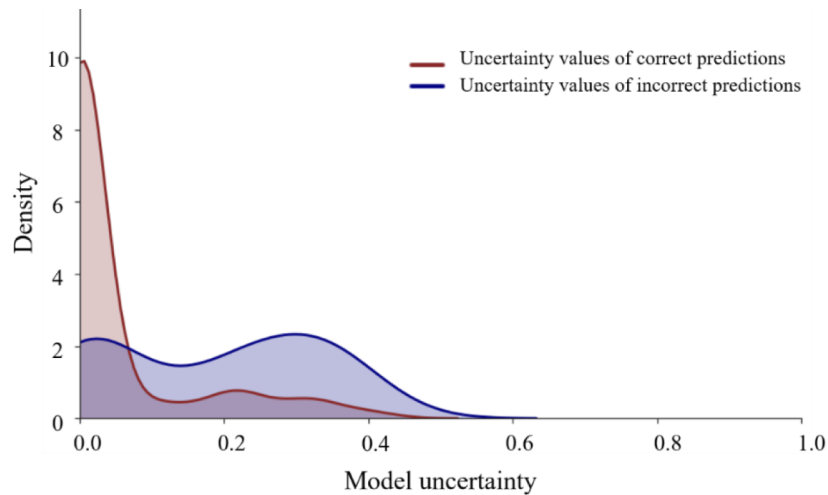 Uncertainty values of correct predictions
Uncertainty values of incorrect predictions
Density
10
8
6
4
2
0
0.0 0.2 0.4 0.6 0.8 1.0
Model uncertainty